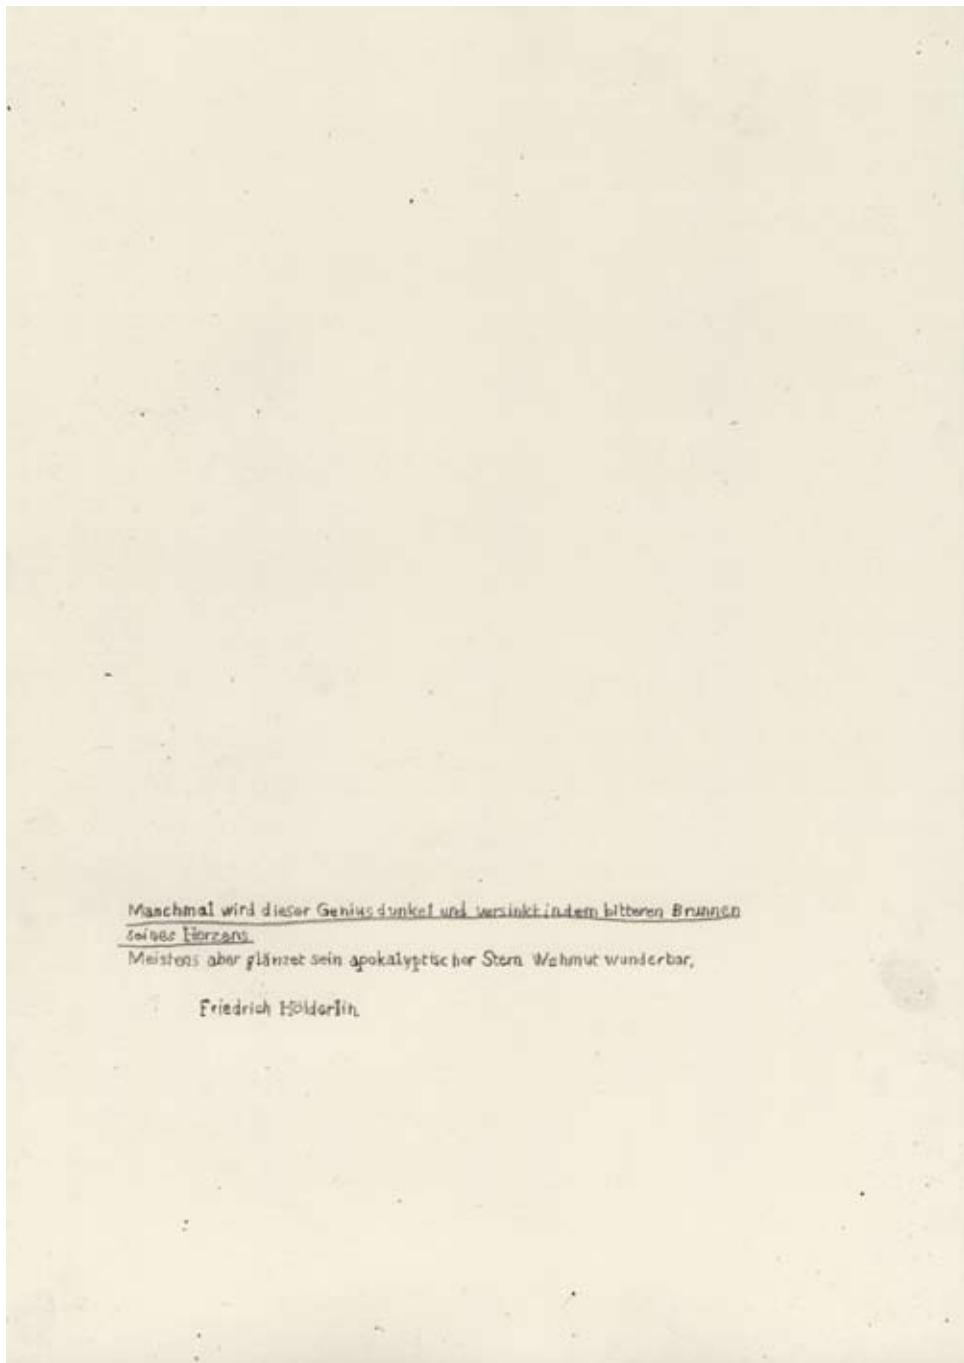 Manchmal wird dieser Genius dunkel und versinkt in dem bitteren Brunnen
seines Herzens
Meistens aber glänzet sein apokalyptischer Stern Wehmut wunderbar,
Friedrich Hölderlin